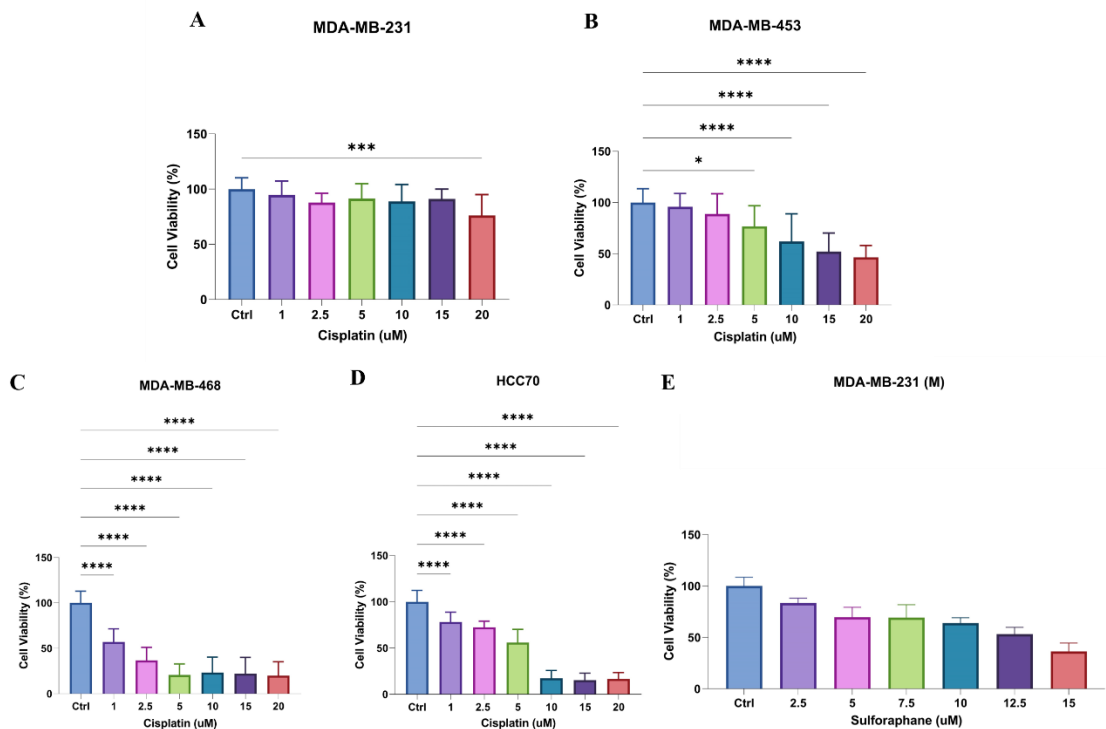 A
MDA-MB-231
***
Cell Viability (%)
150
100
50
0
Ctrl 1 2.5 5 10 15 20
Cisplatin (uM)
B
MDA-MB-453
****
****
****
*
Cell Viability (%)
150
100
50
0
Ctrl 1 2.5 5 10 15 20
Cisplatin (uM)
C
MDA-MB-468
****
****
****
****
****
****
Cell Viability (%)
150
100
50
0
Ctrl 1 2.5 5 10 15 20
Cisplatin (uM)
D
HCC70
****
****
****
****
****
****
Cell Viability (%)
150
100
50
0
Ctrl 1 2.5 5 10 15 20
Cisplatin (uM)
E
MDA-MB-231 (M)
Cell Viability (%)
150
100
50
0
Ctrl 2.5 5 7.5 10 12.5 15
Sulforaphane (uM)